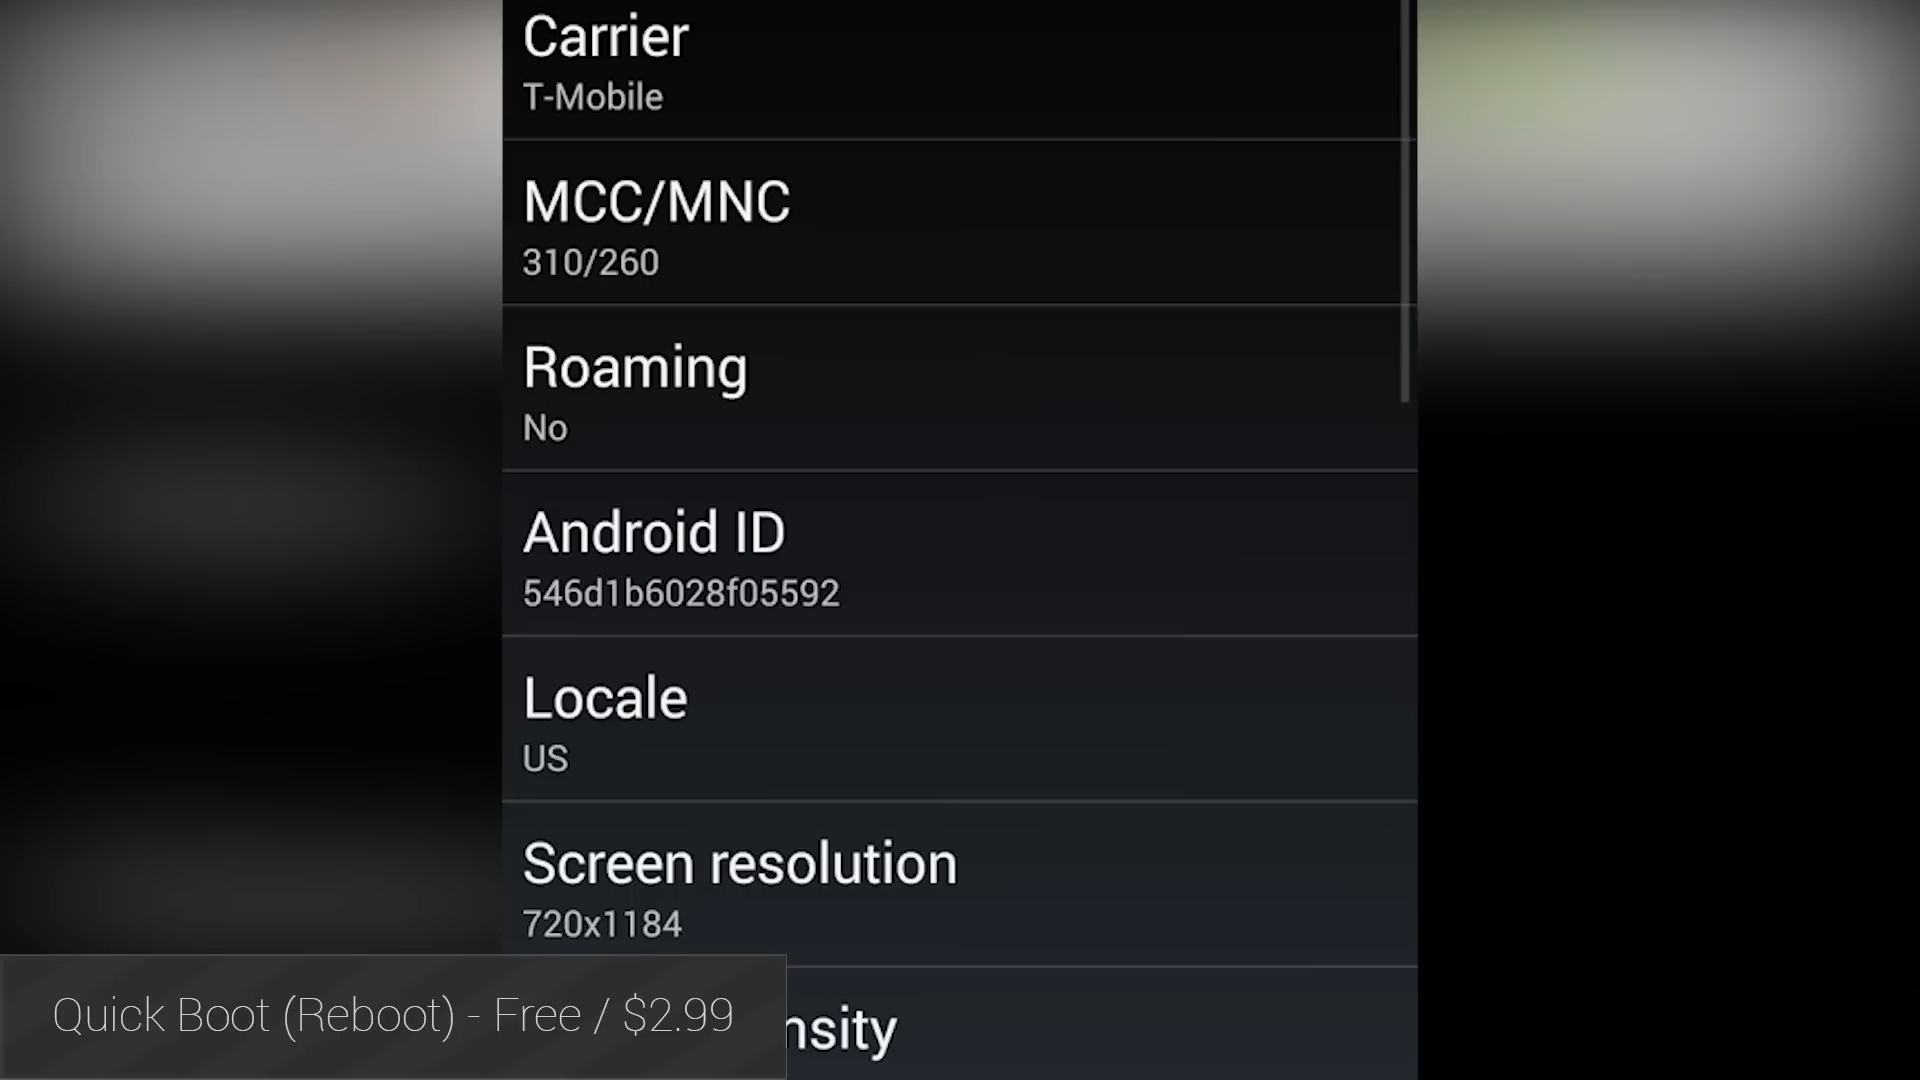 Carrier
T-Mobile
MCC/MNC
310/260
Roaming
No
Android ID
546d1b6028f05592
Locale
US
Screen resolution
720x1184
nsity
Quick Boot (Reboot) - Free / $2.99